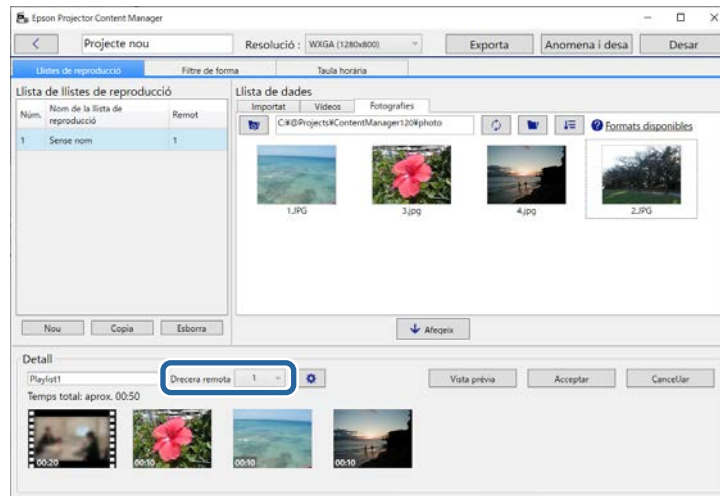 Epson Projector Content Manager
Projecte nou
Resolució :
WXGA (1280x800)
Exporta
Anomena i desa
Desar
Llistes de reproducció
Filtre de forma
Taula horària
Llista de llistes de reproducció
Llista de dades
Núm.
Nom de la llista de
reproducció
Remot
1
Sense nom
1
Importat
Vídeos
Fotografies
C:¥@Projects¥ContentManager120¥photo
Formats disponibles
1.JPG
3.jpg
4.jpg
2.JPG
Nou
Copia
Esborra
Afegeix
Detall
Playlist1
Drecera remota
1
Vista prèvia
Acceptar
Cancel.lar
Temps total: aprox. 00:50
00:20
00:10
00:10
00:10